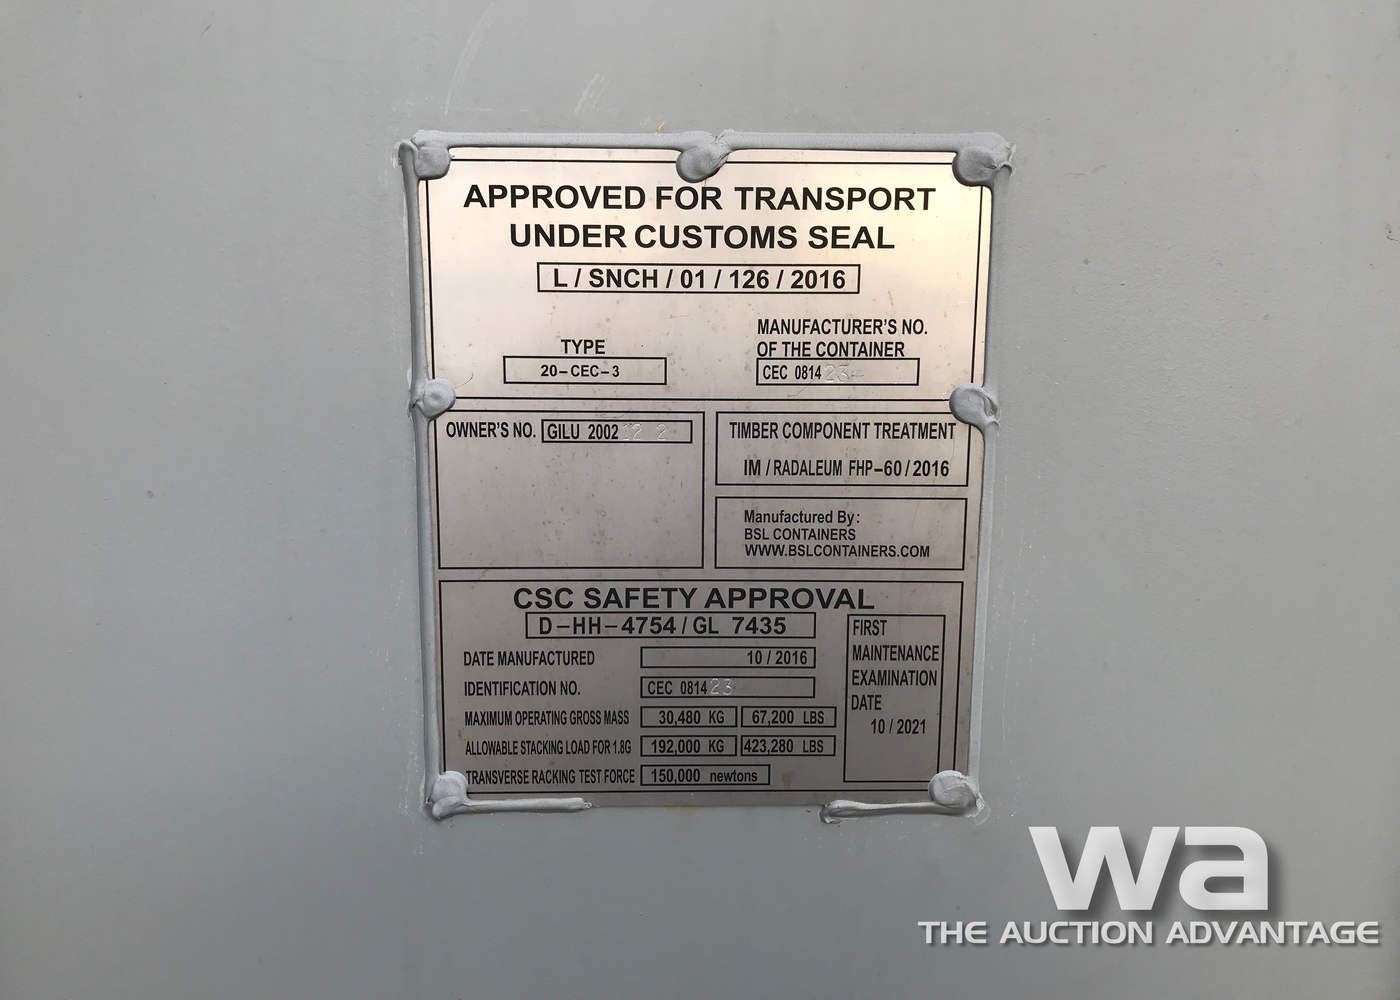 APPROVED FOR TRANSPORT
UNDER CUSTOMS SEAL
L / SNCH / 01 / 126 / 2016
TYPE
20-CEC-3
MANUFACTURER'S NO.
OF THE CONTAINER
CEC 081423
OWNER'S NO. GILU 2002
TIMBER COMPONENT TREATMENT
IM / RADALEUM FHP-60 / 2016
Manufactured By:
BSL CONTAINERS
WWW.BSLCONTAINERS.COM
CSC SAFETY APPROVAL
D-HH-4754 / GL 7435
DATE MANUFACTURED 10 / 2016
IDENTIFICATION NO. CEC 081423
MAXIMUM OPERATING GROSS MASS 30,480 KG 67,200 LBS
ALLOWABLE STACKING LOAD FOR 1.8G 192,000 KG 423,280 LBS
TRANSVERSE RACKING TEST FORCE 150,000 newtons
FIRST
MAINTENANCE
EXAMINATION
DATE
10 / 2021
wa
THE AUCTION ADVANTAGE